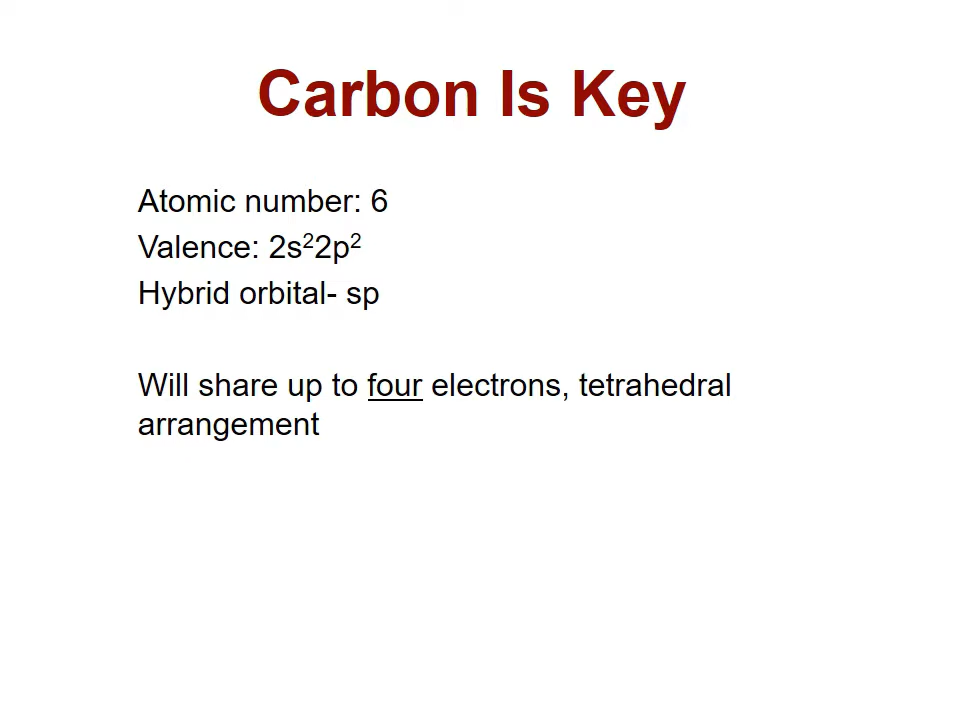 Carbon Is Key
Atomic number: 6
Valence: 2s²2p²
Hybrid orbital- sp
Will share up to four electrons, tetrahedral
arrangement